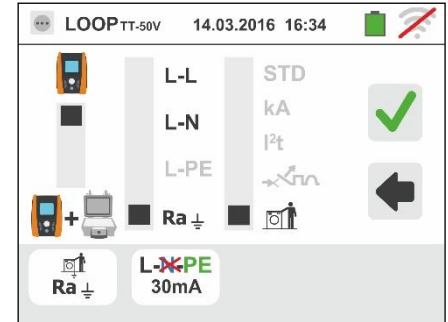 LOOP TT-50V 14.03.2016 16:34
L-L STD
L-N kA
I²t
L-PE
+
Ra
Ra
L-N-PE
30mA